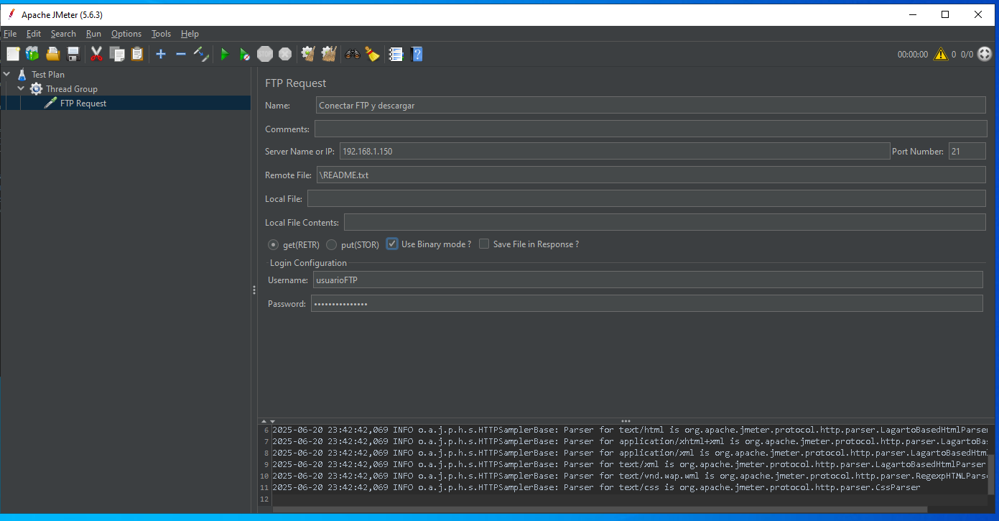 Apache JMeter (5.6.3)
File Edit Search Run Options Tools Help
STOP 00:00:00 0 0/0
Test Plan
Thread Group
FTP Request
FTP Request
Name: Conectar FTP y descargar
Comments:
Server Name or IP: 192.168.1.150 Port Number: 21
Remote File: \README.txt
Local File:
Local File Contents:
get(RETR) put(STOR) Use Binary mode ? Save File in Response ?
Login Configuration
Username: usuarioFTP
Password: •••••••••••••••
6 2025-06-20 23:42:42,069 INFO o.a.j.p.h.s.HTTPSamplerBase: Parser for text/html is org.apache.jmeter.protocol.http.parser.LagartoBasedHtmlParser
7 2025-06-20 23:42:42,069 INFO o.a.j.p.h.s.HTTPSamplerBase: Parser for application/xhtml+xml is org.apache.jmeter.protocol.http.parser.LagartoBas
8 2025-06-20 23:42:42,069 INFO o.a.j.p.h.s.HTTPSamplerBase: Parser for application/xml is org.apache.jmeter.protocol.http.parser.LagartoBasedHtml
9 2025-06-20 23:42:42,069 INFO o.a.j.p.h.s.HTTPSamplerBase: Parser for text/xml is org.apache.jmeter.protocol.http.parser.LagartoBasedHtmlParser
10 2025-06-20 23:42:42,069 INFO o.a.j.p.h.s.HTTPSamplerBase: Parser for text/vnd.wap.wml is org.apache.jmeter.protocol.http.parser.RegexpHTMLParse
11 2025-06-20 23:42:42,069 INFO o.a.j.p.h.s.HTTPSamplerBase: Parser for text/css is org.apache.jmeter.protocol.http.parser.CssParser
12